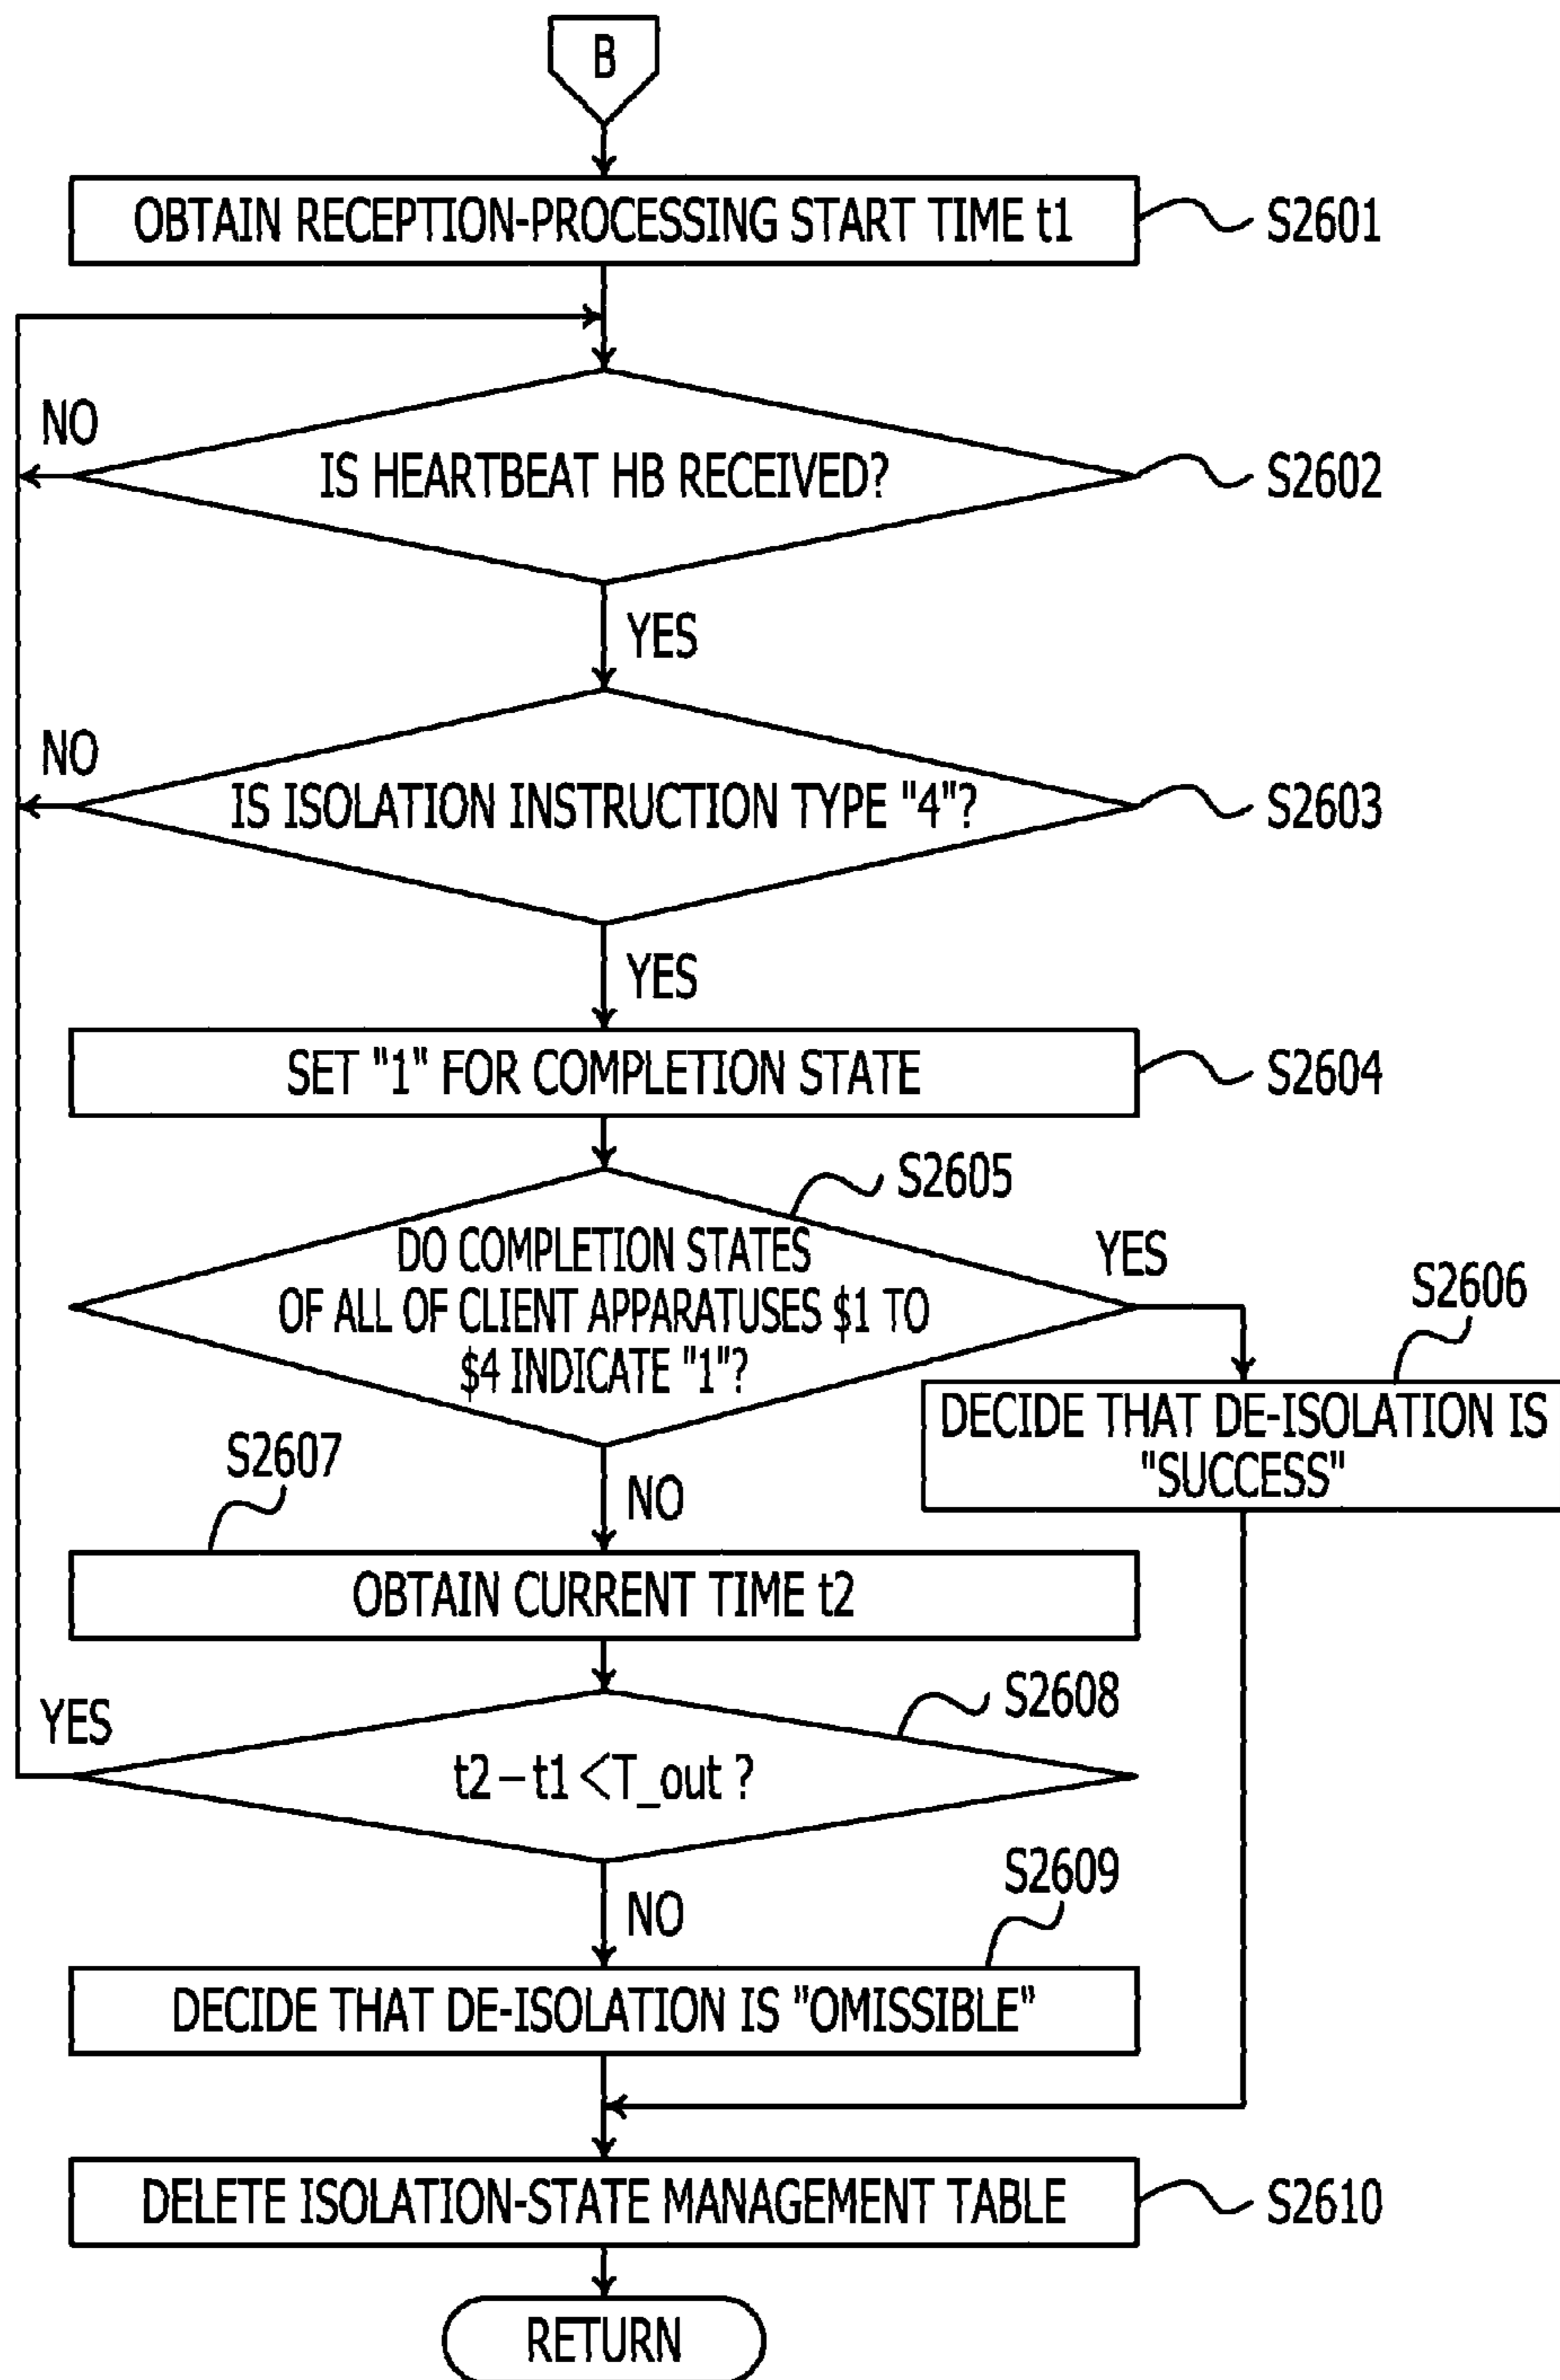 B
OBTAIN RECEPTION-PROCESSING START TIME t1
S2601
NO
IS HEARTBEAT HB RECEIVED?
S2602
YES
NO
IS ISOLATION INSTRUCTION TYPE "4"?
S2603
YES
SET "1" FOR COMPLETION STATE
S2604
S2605
DO COMPLETION STATES
OF ALL OF CLIENT APPARATUSES $1 TO
$4 INDICATE "1"?
YES
S2606
DECIDE THAT DE-ISOLATION IS
"SUCCESS"
NO
S2607
OBTAIN CURRENT TIME t2
S2608
YES
t2–t1<T_out ?
NO
S2609
DECIDE THAT DE-ISOLATION IS "OMISSIBLE"
DELETE ISOLATION-STATE MANAGEMENT TABLE
S2610
RETURN